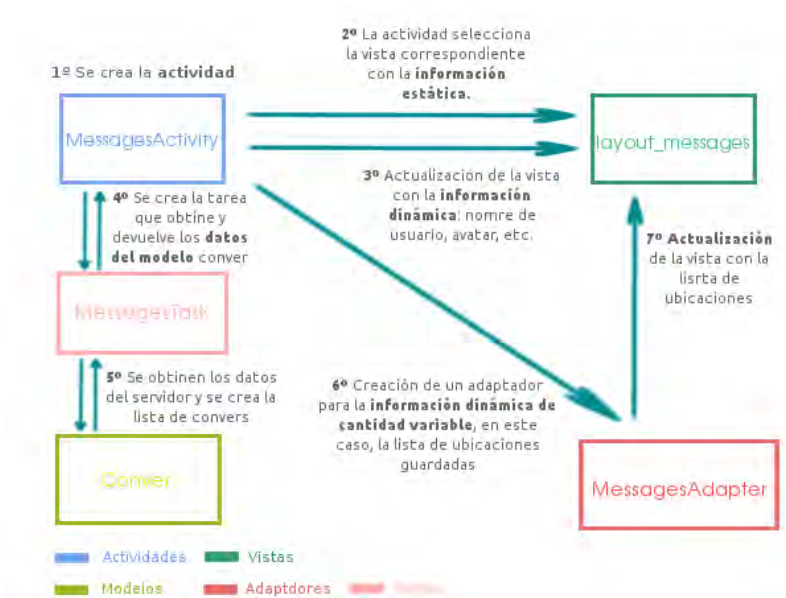 2º La actividad selecciona
la vista correspondiente
con la información
estática.
1º Se crea la actividad
MessagesActivity
layout_messages
3º Actualización de la vista
con la información
dinámica: nomre de
usuario, avatar, etc.
4º Se crea la tarea
que obtine y
devuelve los datos
del modelo conver
7º Actualización
de la vista con la
lisrta de
ubicaciones
MessagesTask
5º Se obtinen los datos
del servidor y se crea la
lista de convers
6º Creación de un adaptador
para la información dinámica de
cantidad variable, en este
caso, la lista de ubicaciones
guardadas
Conver
MessagesAdapter
Actividades
Vistas
Modelos
Adaptdores